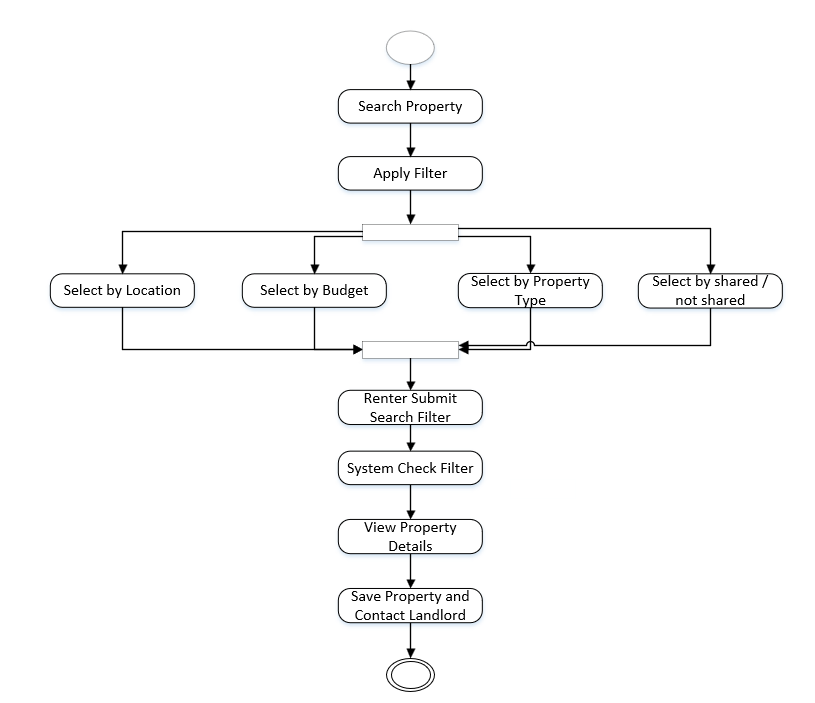 Search Property
Apply Filter
Select by Location
Select by Budget
Select by Property
Type
Select by shared /
not shared
Renter Submit
Search Filter
System Check Filter
View Property
Details
Save Property and
Contact Landlord